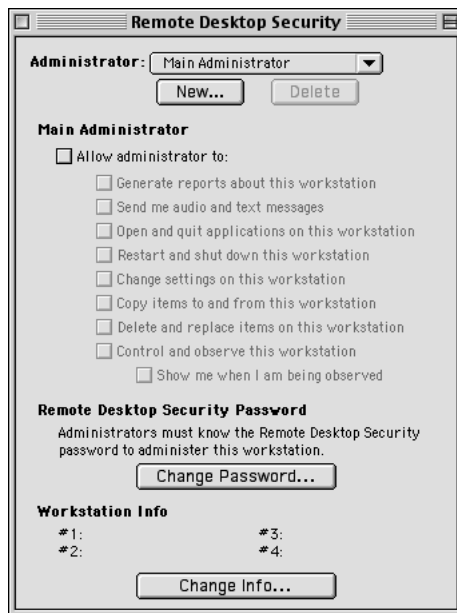 Remote Desktop Security
Administrator: Main Administrator
New... Delete
Main Administrator
Allow administrator to:
Generate reports about this workstation
Send me audio and text messages
Open and quit applications on this workstation
Restart and shut down this workstation
Change settings on this workstation
Copy items to and from this workstation
Delete and replace items on this workstation
Control and observe this workstation
Show me when I am being observed
Remote Desktop Security Password
Administrators must know the Remote Desktop Security
password to administer this workstation.
Change Password...
Workstation Info
#1: #3:
#2: #4:
Change Info...